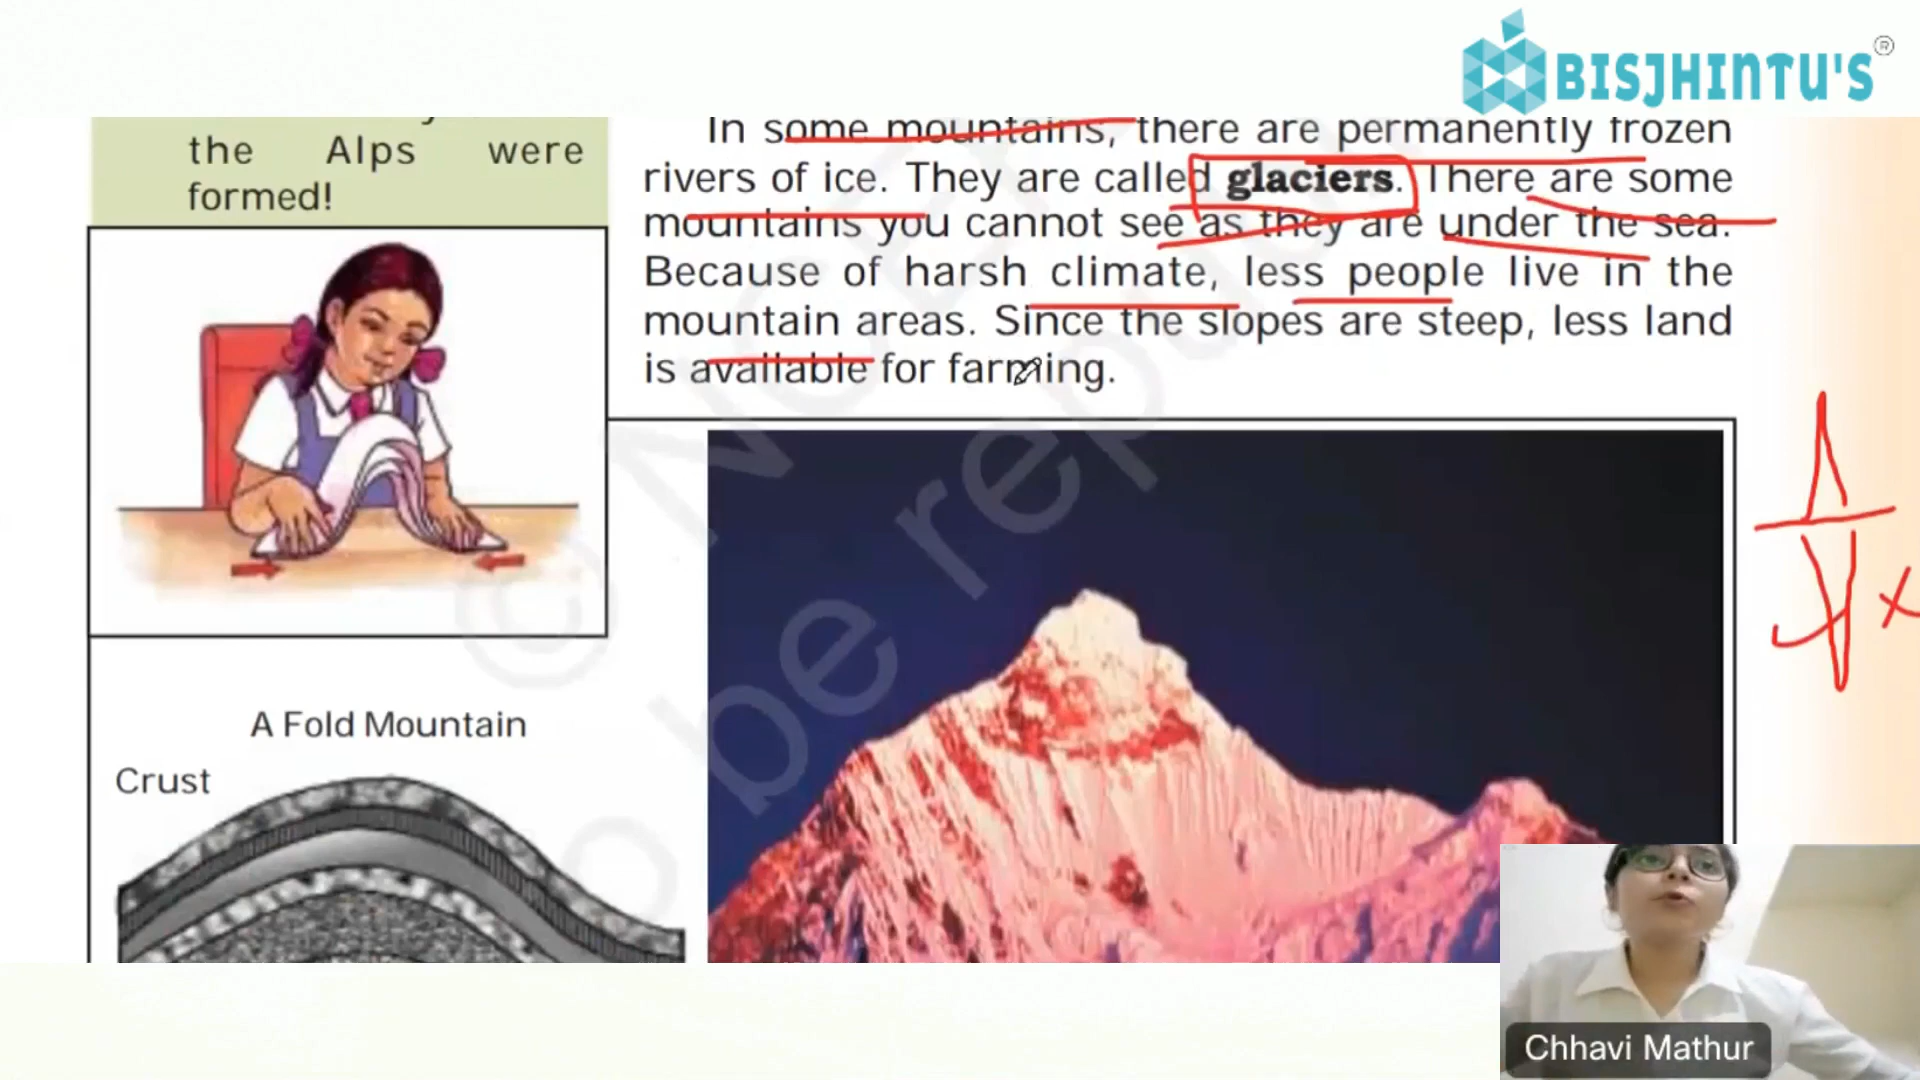 BISJHINTU'S®
the Alps were
formed!
In some mountains, there are permanently frozen
rivers of ice. They are called glaciers. There are some
mountains you cannot see as they are under the sea.
Because of harsh climate, less people live in the
mountain areas. Since the slopes are steep, less land
is available for farming.
A Fold Mountain
Crust
Chhavi Mathur